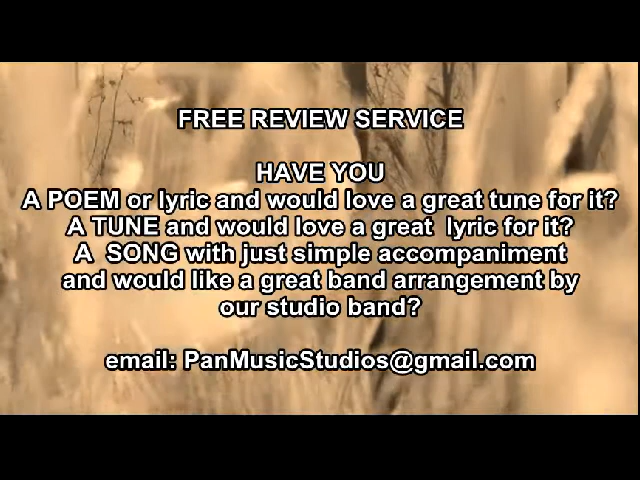 FREE REVIEW SERVICE
HAVE YOU
A POEM or lyric and would love a great tune for it?
A TUNE and would love a great lyric for it?
A SONG with just simple accompaniment
and would like a great band arrangement by
our studio band?
email: PanMusicStudios@gmail.com